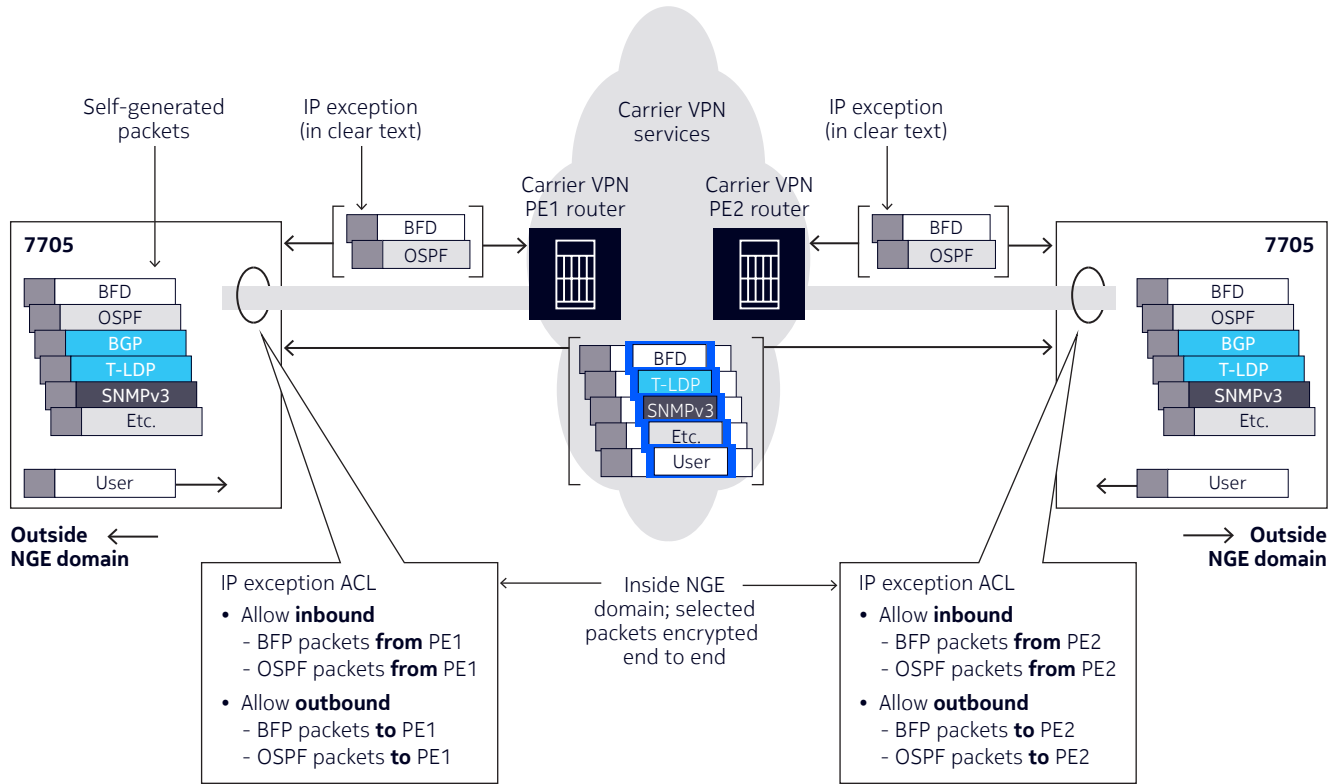 Self-generated
packets
IP exception
(in clear text)
Carrier VPN
services
IP exception
(in clear text)
Carrier VPN
PE1 router
Carrier VPN
PE2 router
BFD
OSPF
BFD
OSPF
7705
BFD
OSPF
BGP
T-LDP
SNMPv3
Etc.
User
BFD
T-LDP
SNMPv3
Etc.
User
7705
BFD
OSPF
BGP
T-LDP
SNMPv3
Etc.
User
Outside
NGE domain
Outside
NGE domain
IP exception ACL
• Allow inbound
- BFP packets from PE1
- OSPF packets from PE1
• Allow outbound
- BFP packets to PE1
- OSPF packets to PE1
Inside NGE
domain; selected
packets encrypted
end to end
IP exception ACL
• Allow inbound
- BFP packets from PE2
- OSPF packets from PE2
• Allow outbound
- BFP packets to PE2
- OSPF packets to PE2